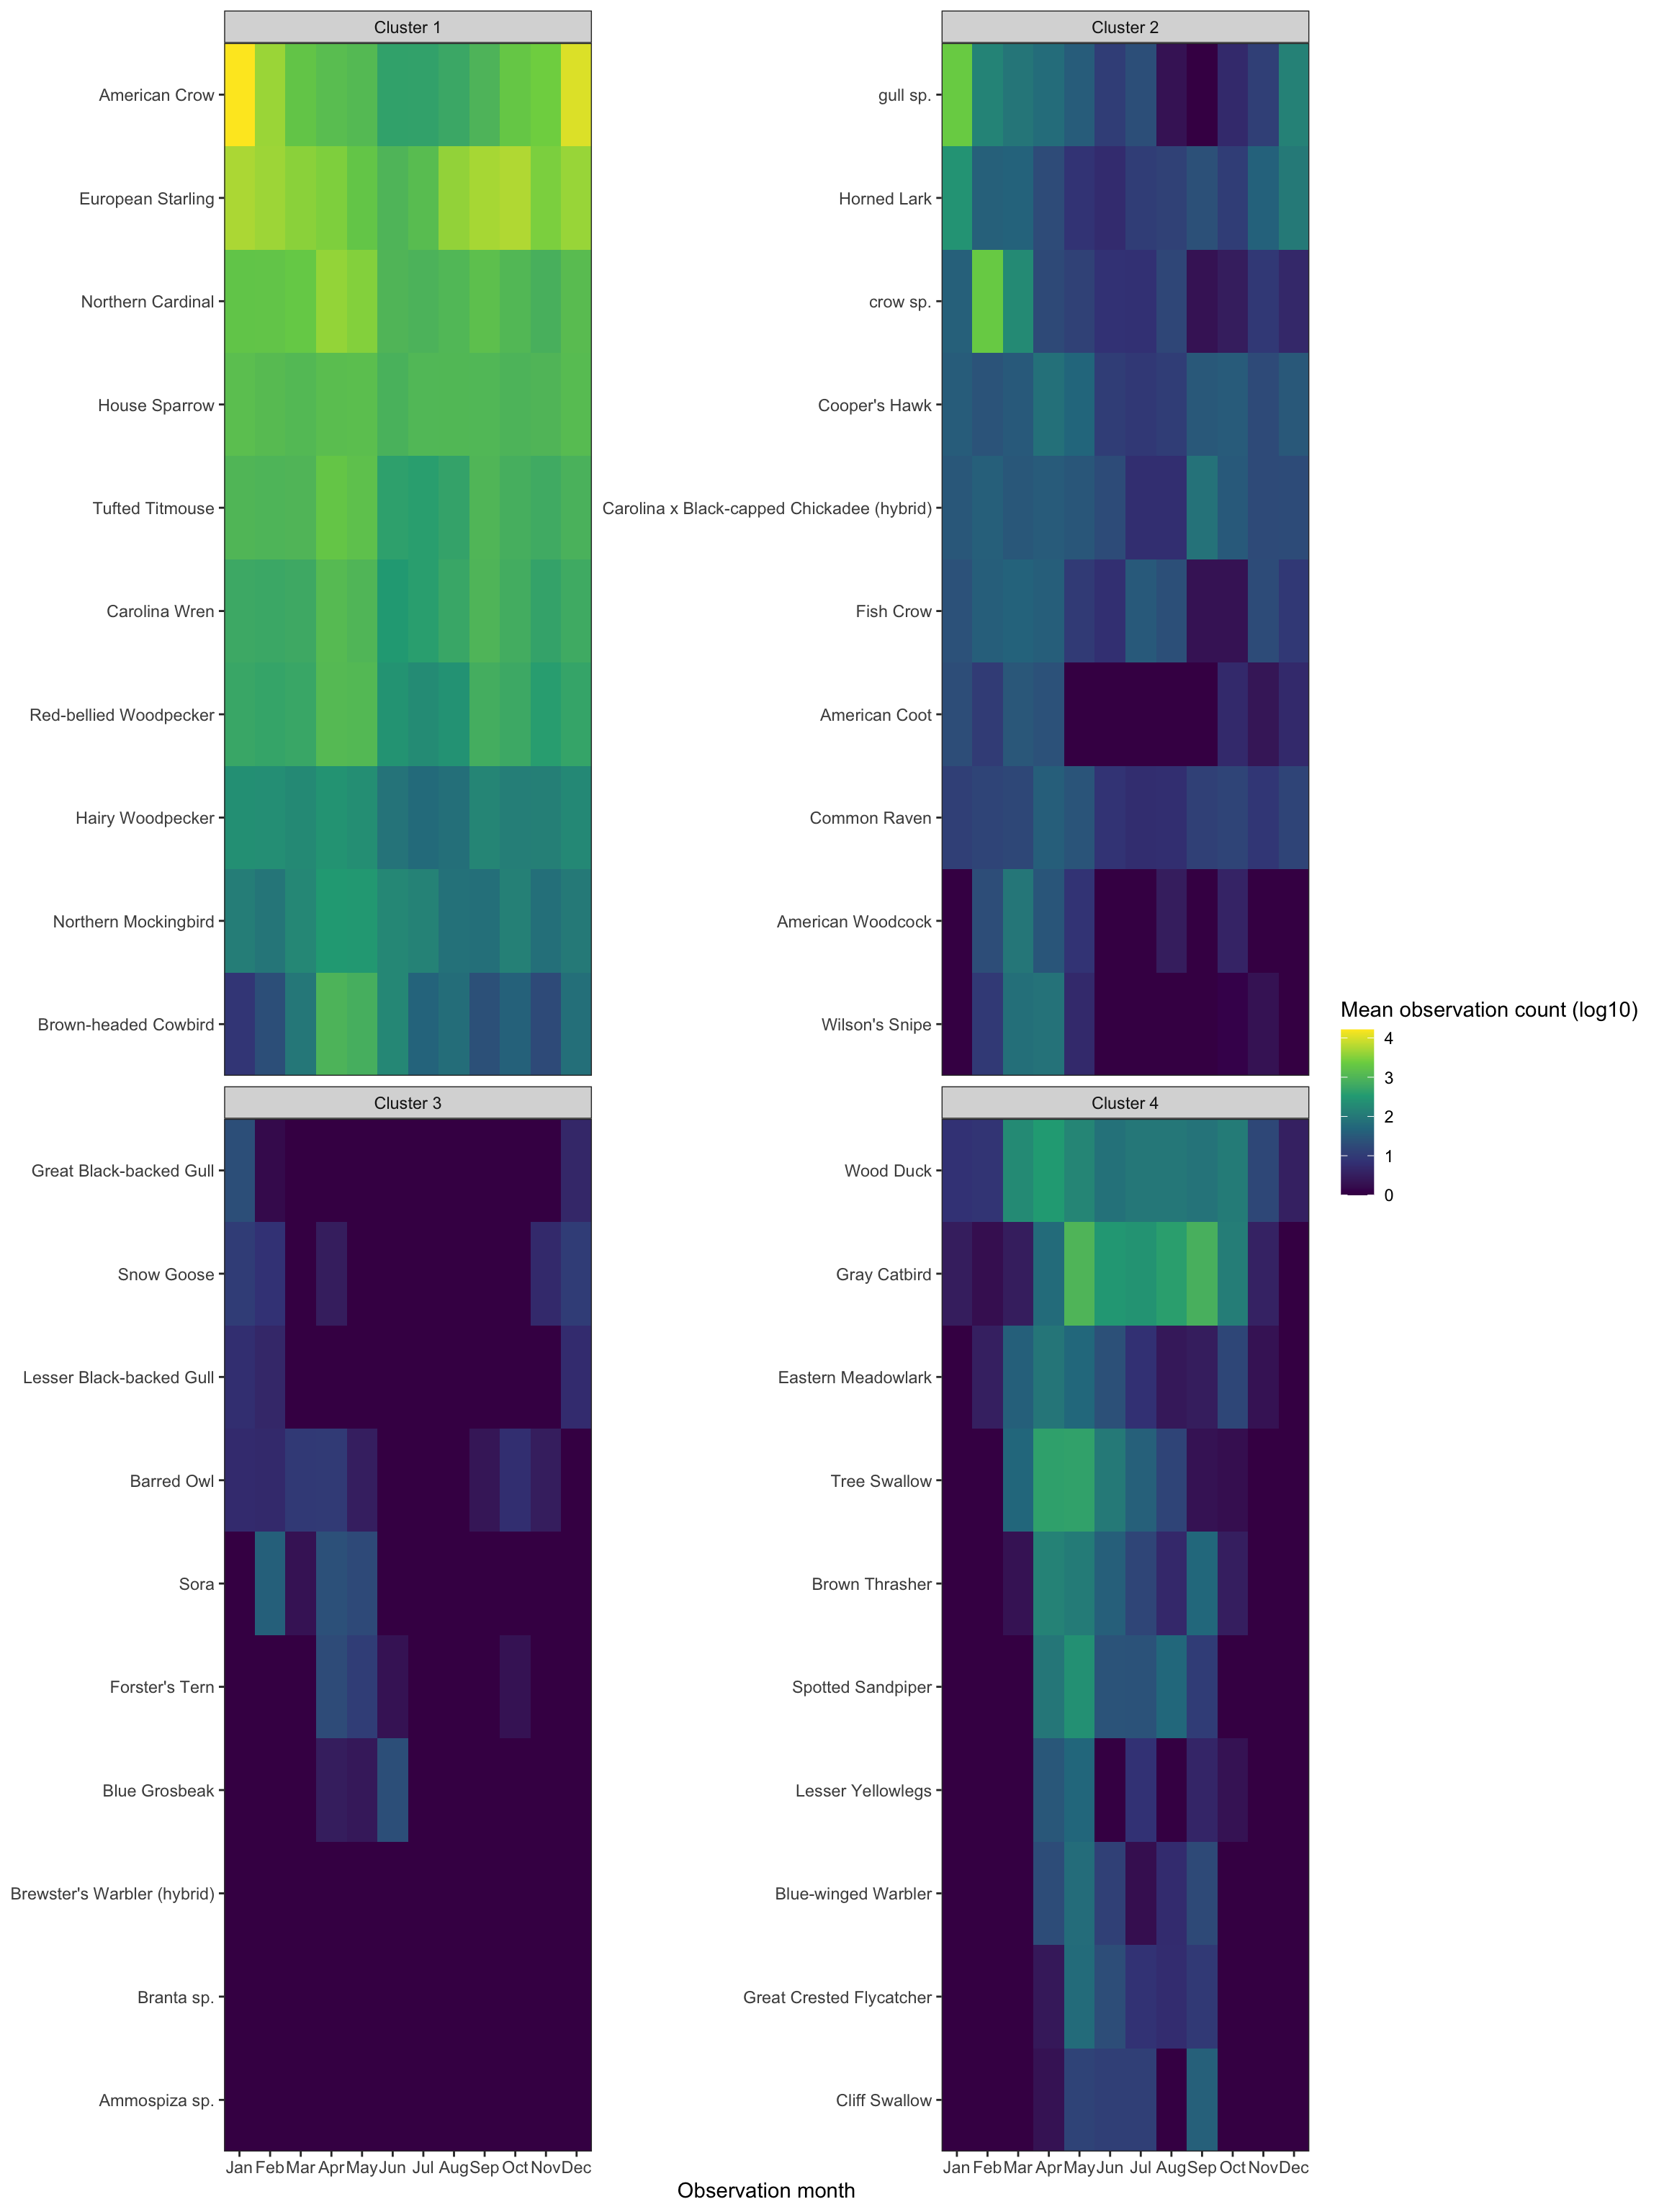 Cluster 1
American Crow
European Starling
Northern Cardinal
House Sparrow
Tufted Titmouse
Carolina Wren
Red-bellied Woodpecker
Hairy Woodpecker
Northern Mockingbird
Brown-headed Cowbird
Cluster 2
gull sp.
Horned Lark
crow sp.
Cooper's Hawk
Carolina x Black-capped Chickadee (hybrid)
Fish Crow
American Coot
Common Raven
American Woodcock
Wilson's Snipe
Cluster 3
Great Black-backed Gull
Snow Goose
Lesser Black-backed Gull
Barred Owl
Sora
Forster's Tern
Blue Grosbeak
Brewster's Warbler (hybrid)
Branta sp.
Ammospiza sp.
Jan Feb Mar Apr May Jun Jul Aug Sep Oct Nov Dec
Cluster 4
Wood Duck
Gray Catbird
Eastern Meadowlark
Tree Swallow
Brown Thrasher
Spotted Sandpiper
Lesser Yellowlegs
Blue-winged Warbler
Great Crested Flycatcher
Cliff Swallow
Jan Feb Mar Apr May Jun Jul Aug Sep Oct Nov Dec
Observation month
Mean observation count (log10)
4
3
2
1
0